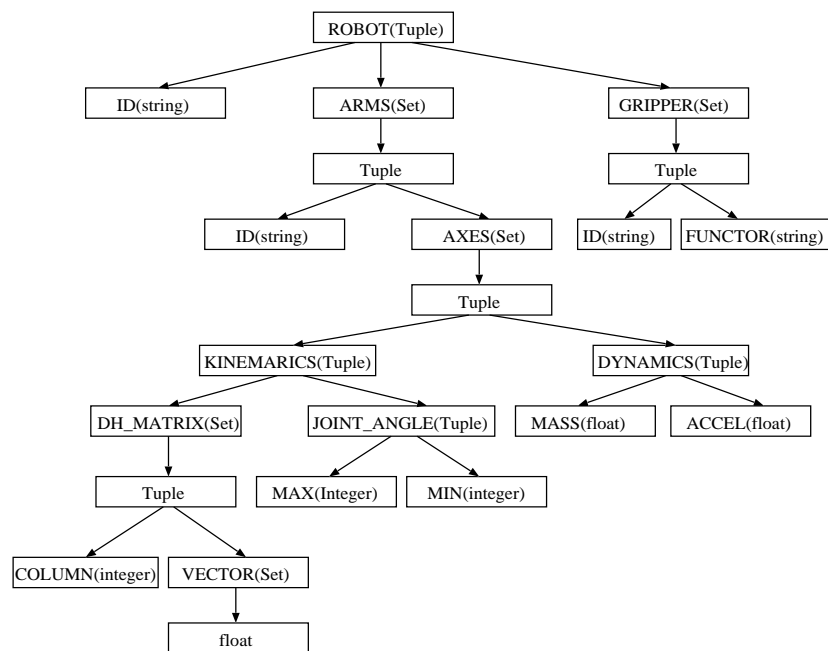 ROBOT(Tuple)
ID(string)
ARMS(Set)
GRIPPER(Set)
Tuple
Tuple
ID(string)
AXES(Set)
ID(string)
FUNCTOR(string)
Tuple
KINEMARICS(Tuple)
DYNAMICS(Tuple)
DH_MATRIX(Set)
JOINT_ANGLE(Tuple)
MASS(float)
ACCEL(float)
Tuple
MAX(Integer)
MIN(integer)
COLUMN(integer)
VECTOR(Set)
float